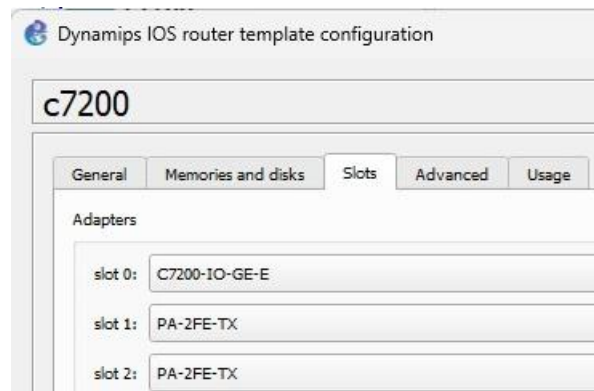 Dynamips IOS router template configuration
c7200
General Memories and disks Slots Advanced Usage
Adapters
slot 0: C7200-IO-GE-E
slot 1: PA-2FE-TX
slot 2: PA-2FE-TX